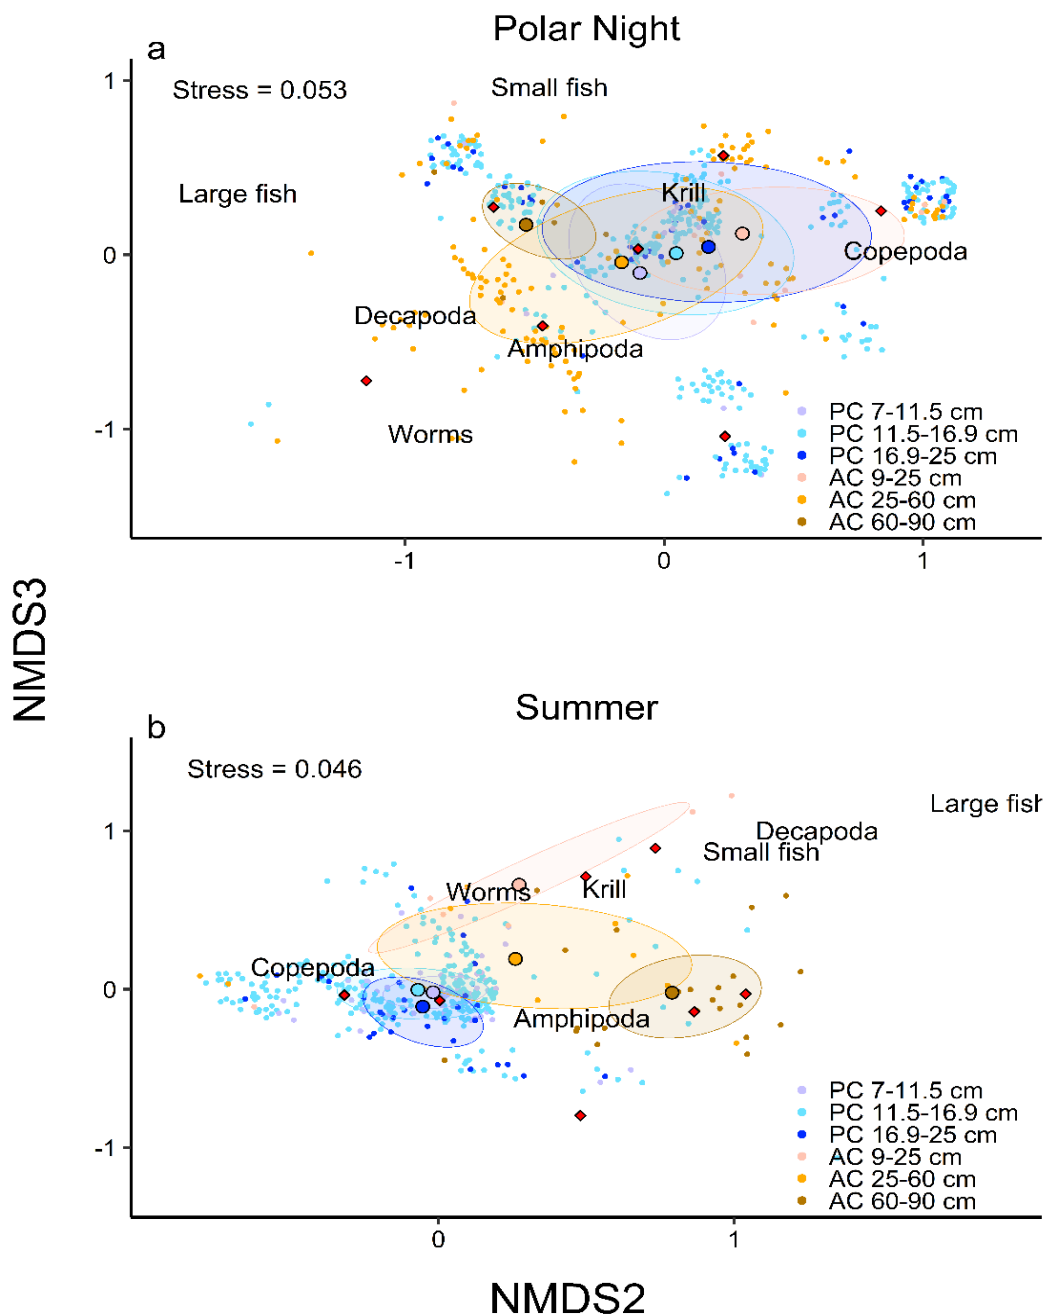 Polar Night
a
1
Stress = 0.053
Small fish
Large fish
Krill
0
Copepoda
Decapoda
Amphipoda
-1
Worms
PC 7-11.5 cm
PC 11.5-16.9 cm
PC 16.9-25 cm
AC 9-25 cm
AC 25-60 cm
AC 60-90 cm
-1 0 1
NMDS3
Summer
b
Stress = 0.046
Large fish
1
Decapoda
Small fish
Worms
Krill
Copepoda
0
Amphipoda
PC 7-11.5 cm
PC 11.5-16.9 cm
PC 16.9-25 cm
-1
AC 9-25 cm
AC 25-60 cm
AC 60-90 cm
0 1
NMDS2